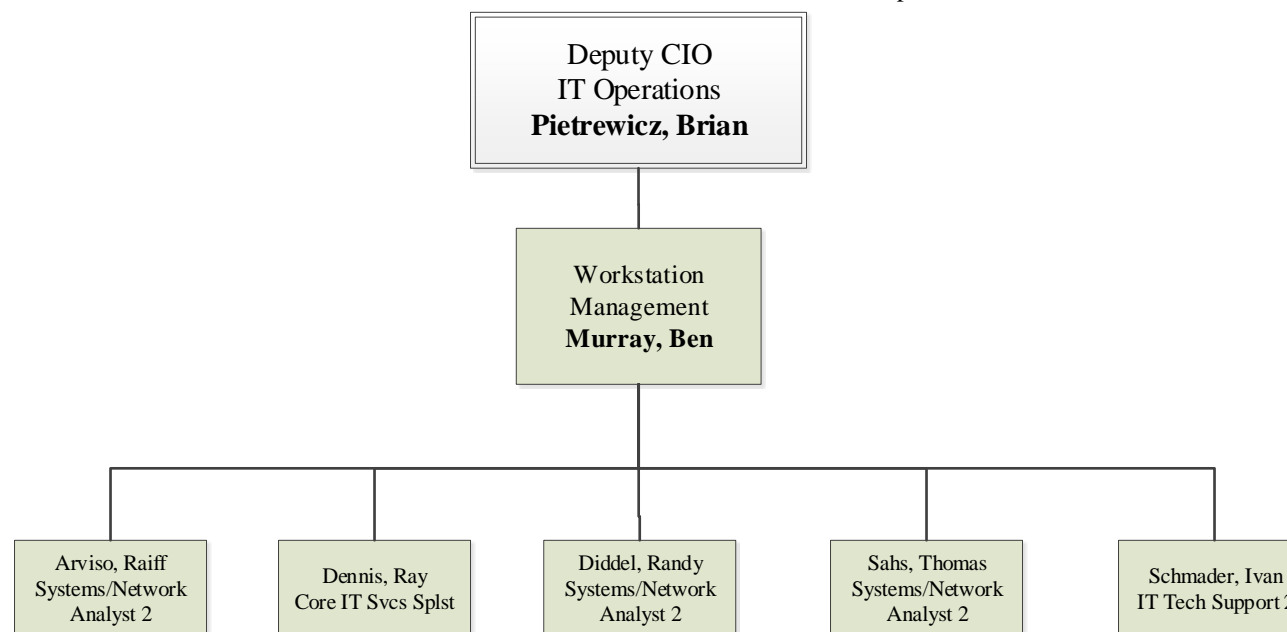 Deputy CIO
IT Operations
Pietrewicz, Brian
Workstation
Management
Murray, Ben
Arviso, Raiff
Systems/Network
Analyst 2
Dennis, Ray
Core IT Svcs Splst
Diddel, Randy
Systems/Network
Analyst 2
Sahs, Thomas
Systems/Network
Analyst 2
Schmader, Ivan
IT Tech Support 2